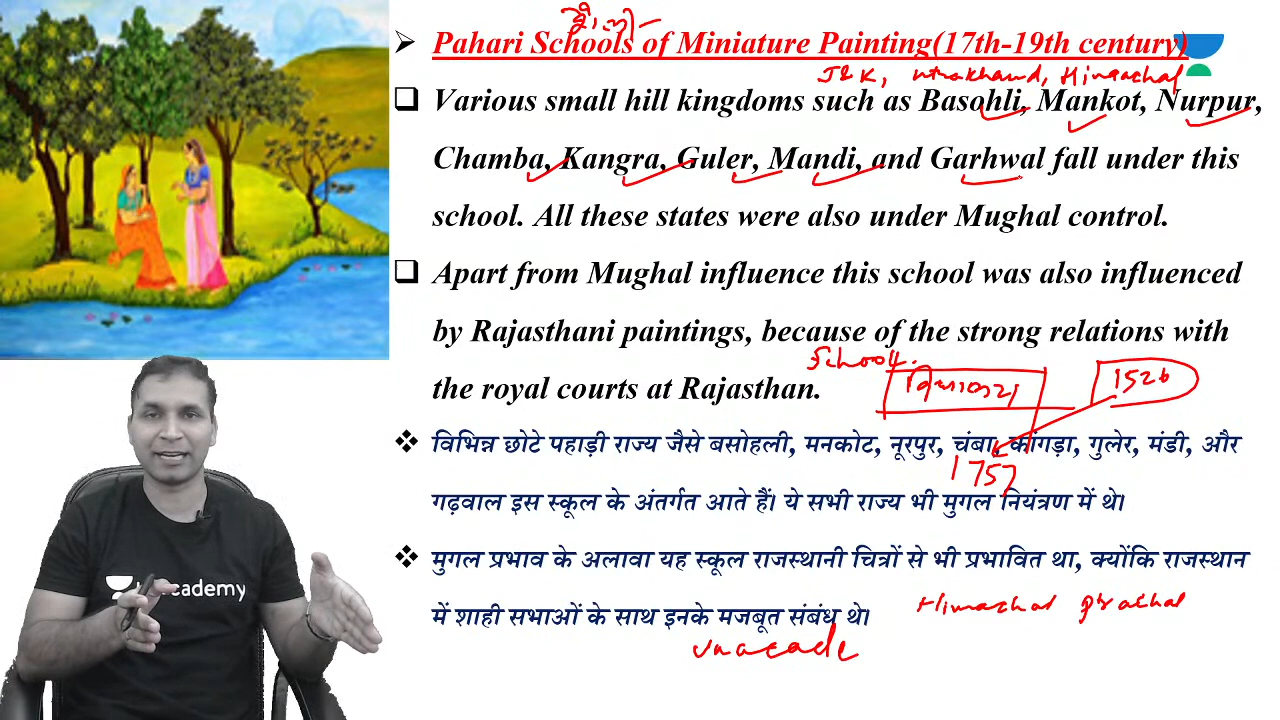 Pahari Schools of Miniature Painting(17th-19th century)
J&K, Uttrakhand, Himachal
Various small hill kingdoms such as Basohli, Mankot, Nurpur,
Chamba, Kangra, Guler, Mandi, and Garhwal fall under this
school. All these states were also under Mughal control.
Apart from Mughal influence this school was also influenced
by Rajasthani paintings, because of the strong relations with
School.
1526
the royal courts at Rajasthan.
विभिन्न छोटे पहाड़ी राज्य जैसे बसोहली, मनकोट, नूरपुर, चंबा, कांगड़ा, गुलेर, मंडी, और
1757
गढ़वाल इस स्कूल के अंतर्गत आते हैं। ये सभी राज्य भी मुगल नियंत्रण में थे।
मुगल प्रभाव के अलावा यह स्कूल राजस्थानी चित्रों से भी प्रभावित था, क्योंकि राजस्थान
में शाही सभाओं के साथ इनके मजबूत संबंध थे।
Himachal
unacade
unacademy